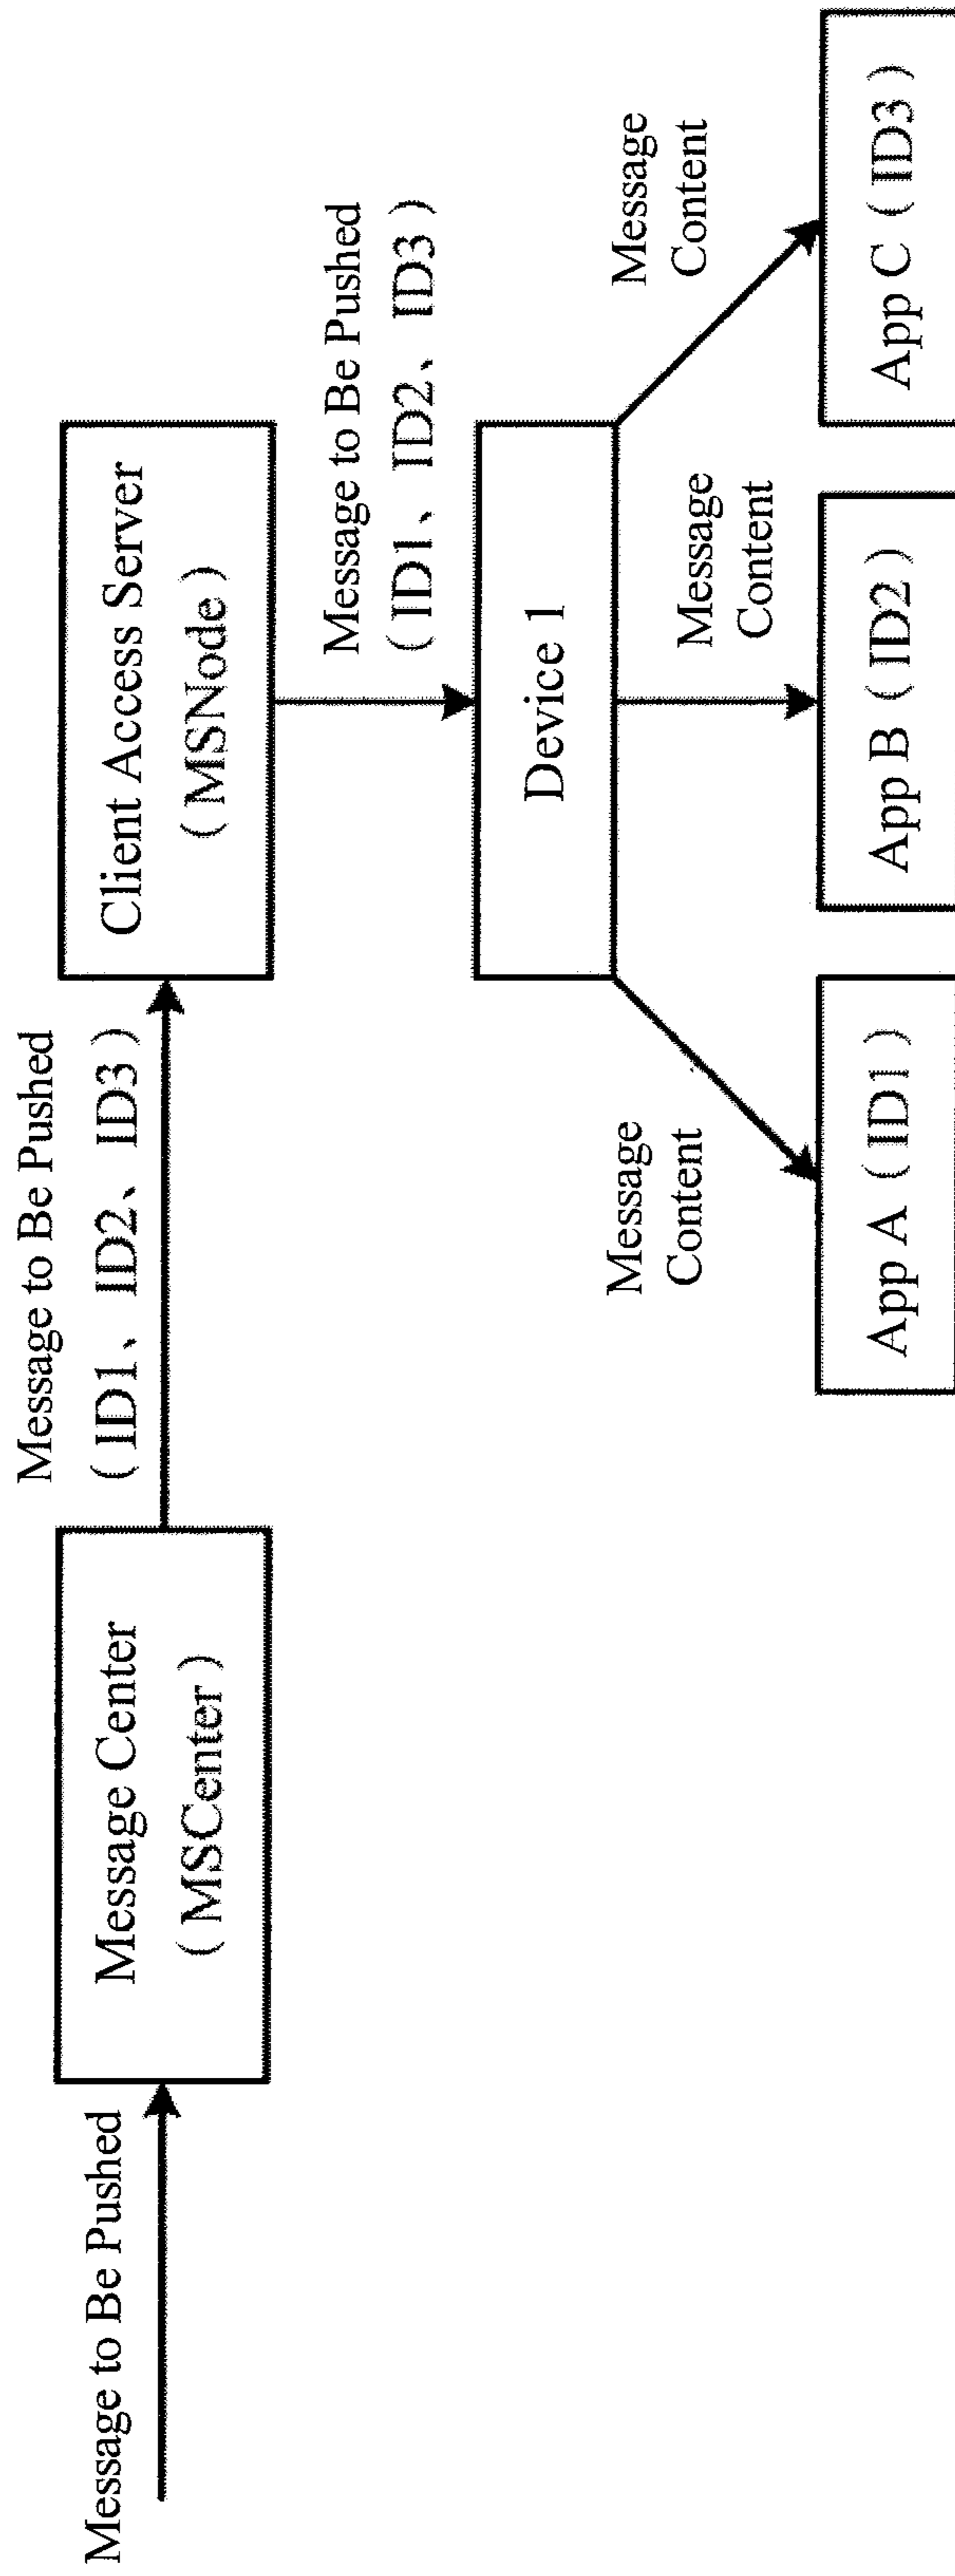 Message to Be Pushed
Message Center
( MSCenter )
Message to Be Pushed
( ID1、ID2、ID3 )
Client Access Server
( MSNode )
Message to Be Pushed
( ID1、ID2、ID3 )
Device 1
Message
Content
Message
Content
Message
Content
App A ( ID1 )
App B ( ID2 )
App C ( ID3 )